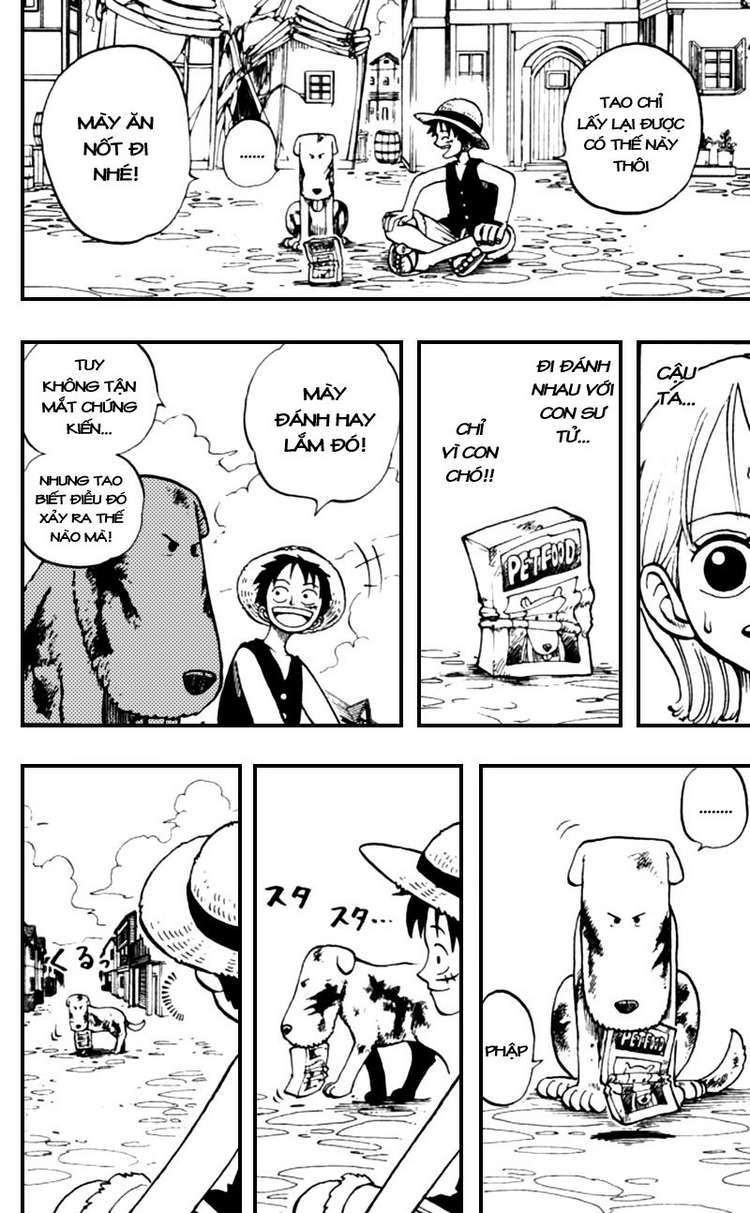 TAO CHỈ
LẤY LẠI ĐƯỢC
CÓ THẾ NÀY
THÔI
.......
MÀY ĂN
NỐT ĐI
NHÉ!
CẬU
TA...
ĐI ĐÁNH
NHAU VỚI
CON SƯ
TỬ...
CHỈ
VÌ CON
CHÓ!!
PETFOOD
MÀY
ĐÁNH HAY
LẮM ĐÓ!
TUY
KHÔNG TẬN
MẮT CHỨNG
KIẾN...
NHƯNG TAO
BIẾT ĐIỀU ĐÓ
XẢY RA THẾ
NÀO MÀ!
.........
PHẬP
PETFOOD
スタ
スタ...
くるっ